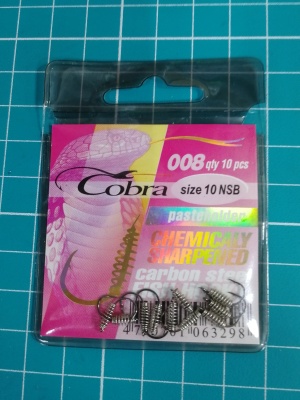 008 qty 10 pcs
Cobra
size 10 NSB
pasteholder
CHEMICALLY
SHARPENED
carbon steel
063298